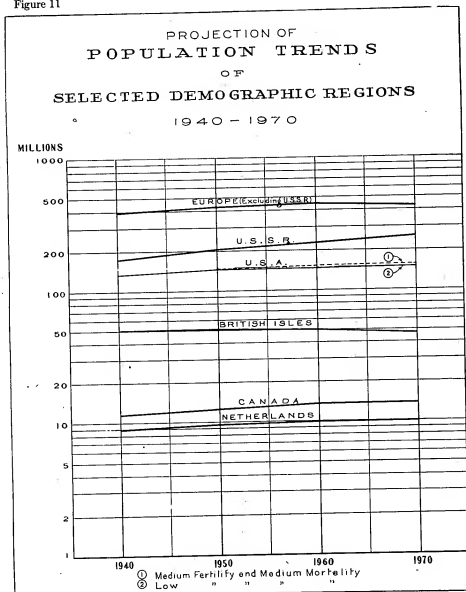 Figure 11
PROJECTION OF
POPULATION TRENDS
OF
SELECTED DEMOGRAPHIC REGIONS
1940-1970
MILLIONS
1000
EUROPE (Excluding U.S.S.R)
500
U.S.S.R.
200
U.S.A.
①
②
100
BRITISH ISLES
50
20
CANADA
NETHERLANDS
10
5
2
1
1940 1950 1960 1970
① Medium Fertility and Medium Mortality
② Low " " " "